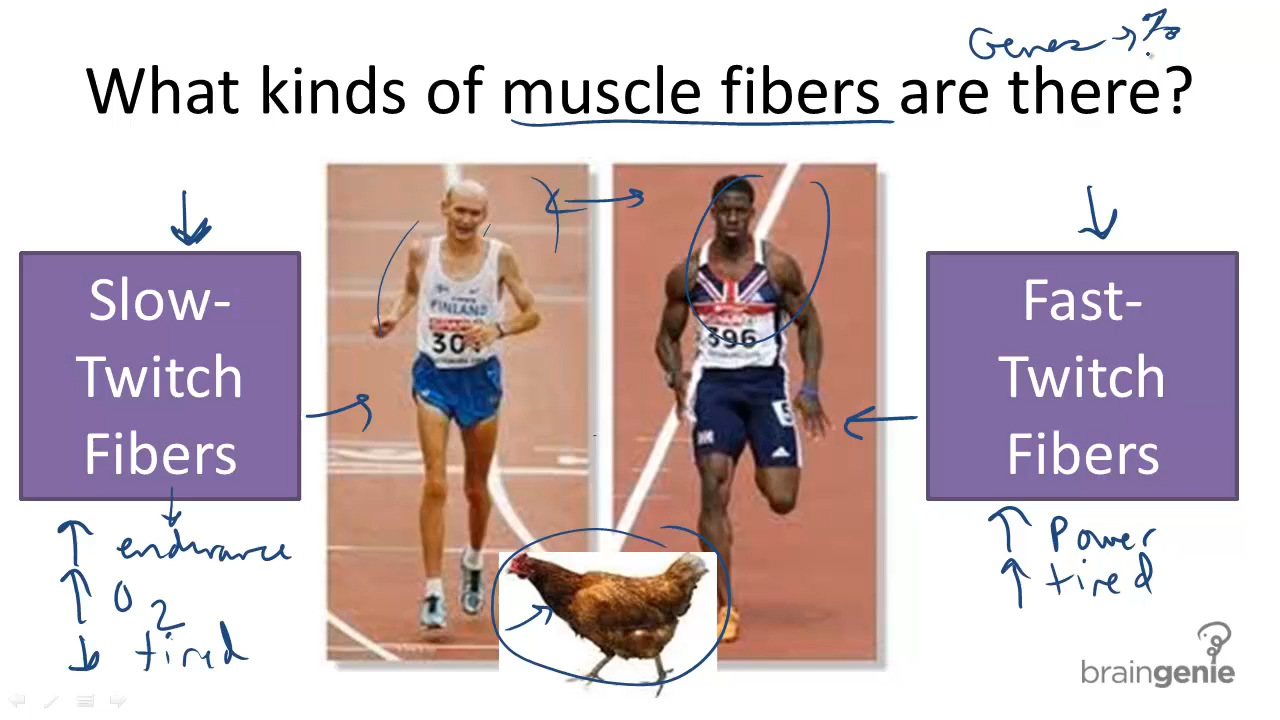 Genes → %
What kinds of muscle fibers are there?
Slow-
Twitch
Fibers
FINLAND
30
396
Fast-
Twitch
Fibers
↑ endurance
↑ O2
↓ tired
↑ Power
↑ tired
braingenie